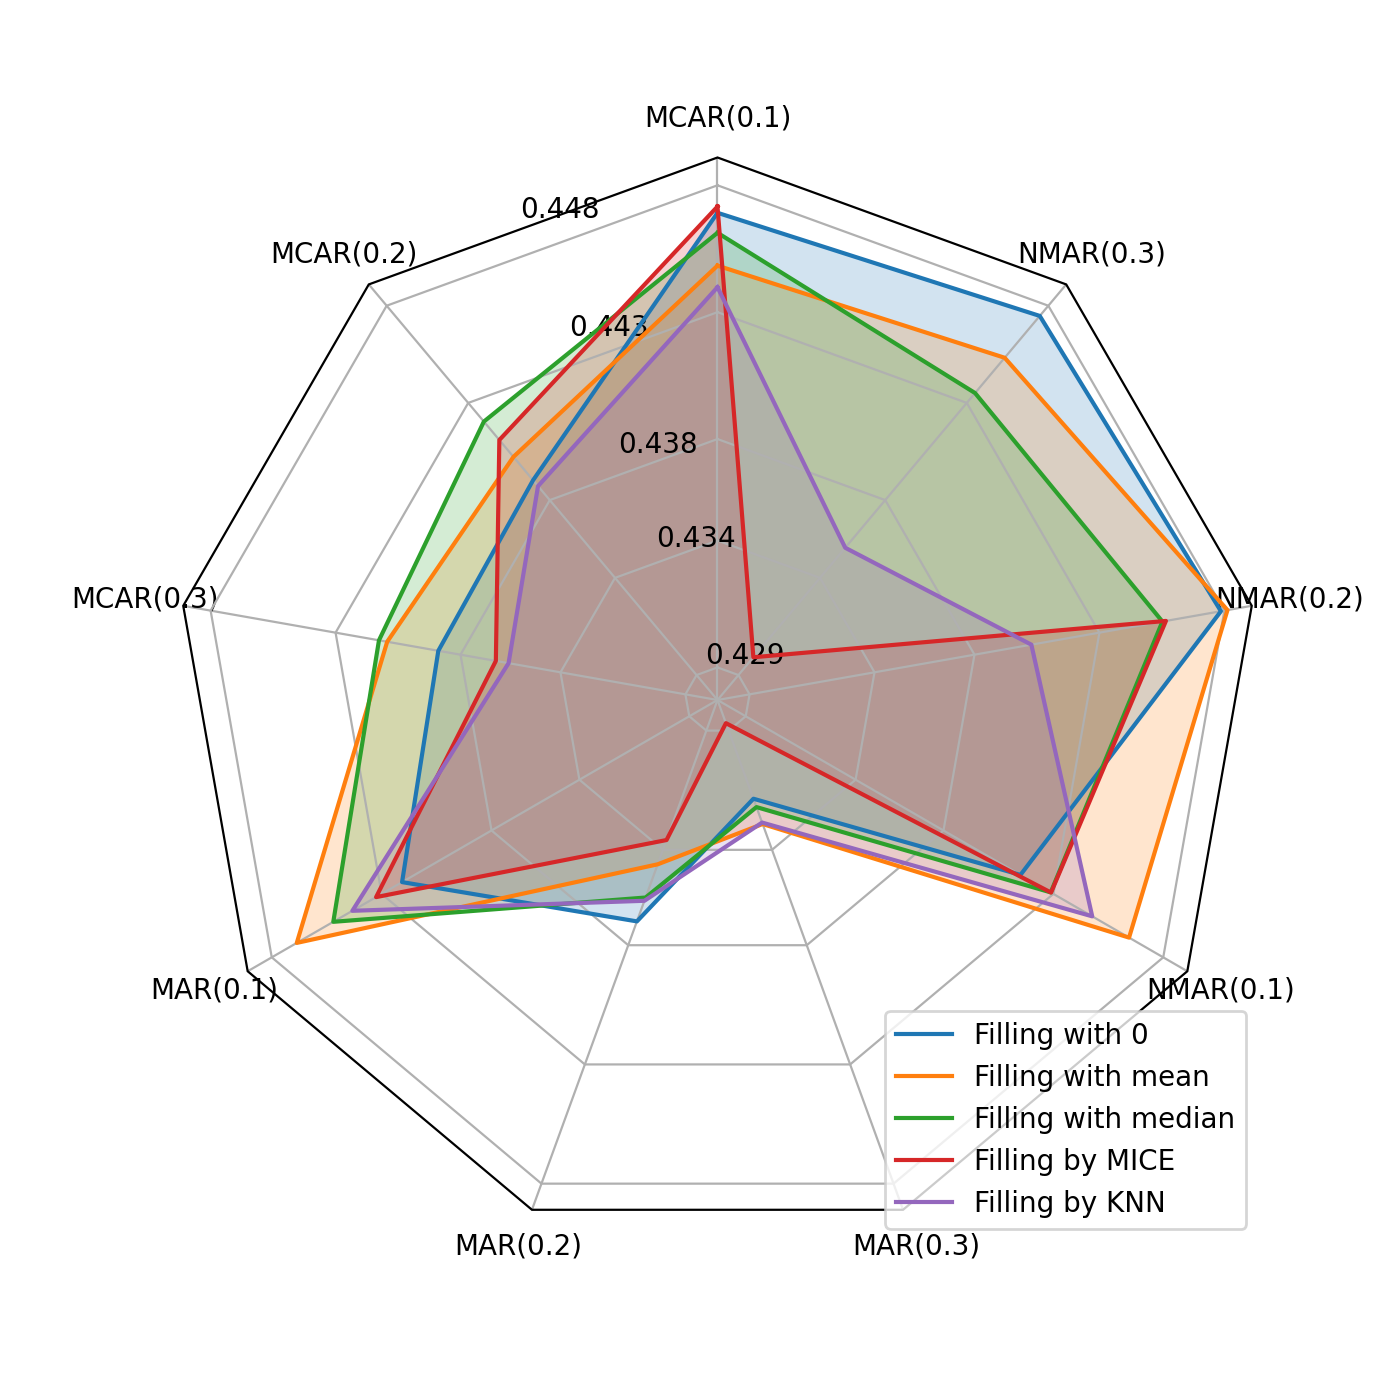 MCAR(0.1)
0.448
MCAR(0.2)
NMAR(0.3)
0.443
0.438
0.434
MCAR(0.3)
NMAR(0.2)
0.429
MAR(0.1)
NMAR(0.1)
Filling with 0
Filling with mean
Filling with median
Filling by MICE
Filling by KNN
MAR(0.2)
MAR(0.3)